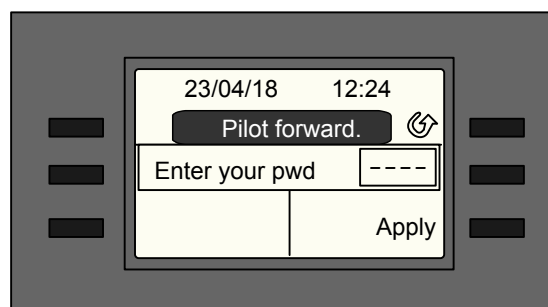 23/04/18 12:24
Pilot forward.
Enter your pwd ----
Apply